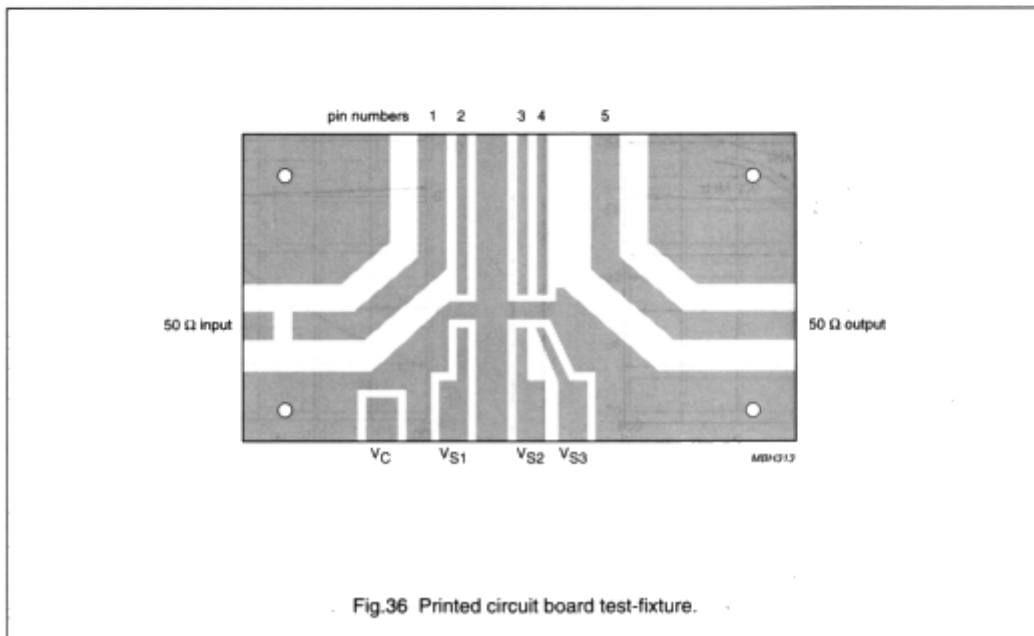 pin numbers 1 2 3 4 5
50 Ω input
50 Ω output
VC VS1 VS2 VS3
MBH313
Fig.36 Printed circuit board test-fixture.